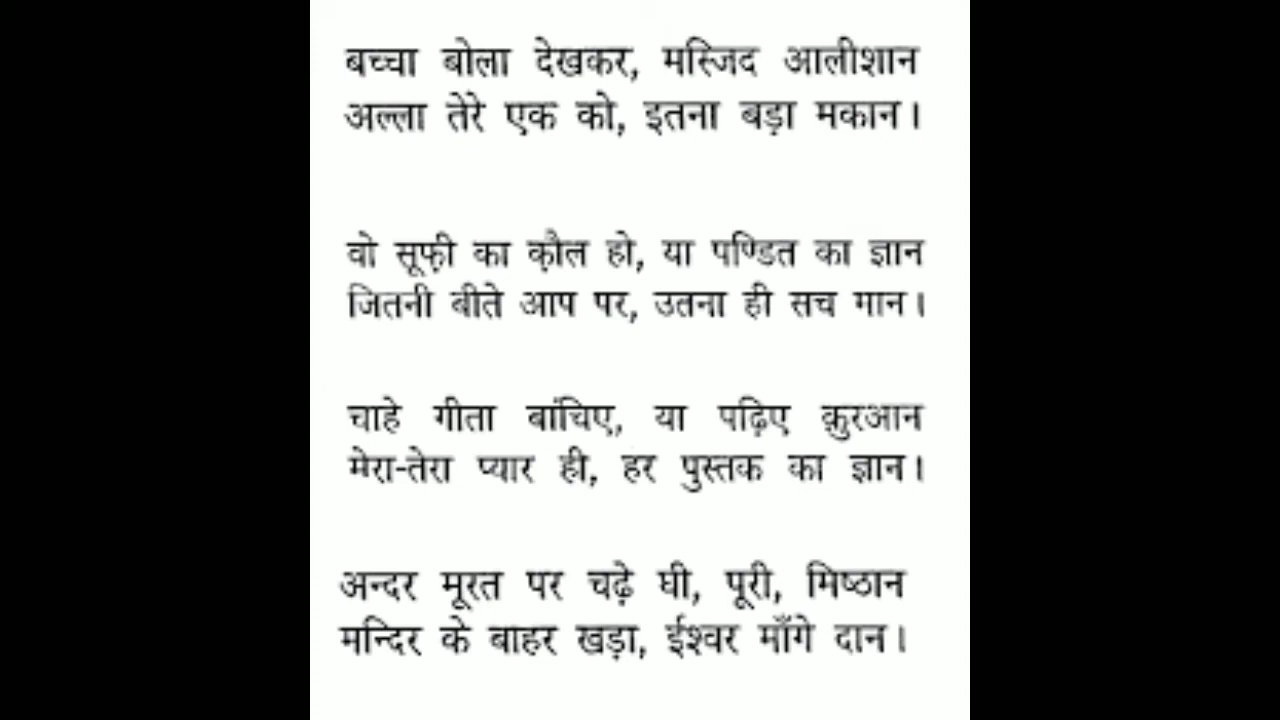 बच्चा बोला देखकर, मस्जिद आलीशान
अल्ला तेरे एक को, इतना बड़ा मकान।
वो सूफ़ी का क़ौल हो, या पण्डित का ज्ञान
जितनी बीते आप पर, उतना ही सच मान।
चाहे गीता बांचिए, या पढ़िए क़ुरआन
मेरा-तेरा प्यार ही, हर पुस्तक का ज्ञान।
अन्दर मूरत पर चढ़े घी, पूरी, मिष्ठान
मन्दिर के बाहर खड़ा, ईश्वर माँगे दान।